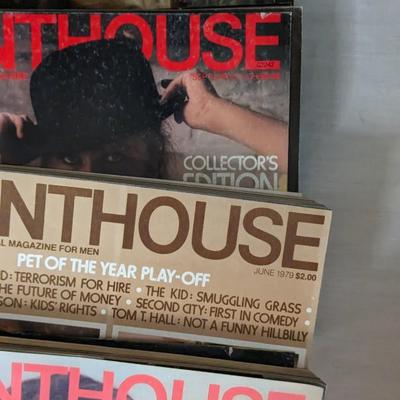 NTHOUSE
COLLECTOR'S
EDITION
NTHOUSE
L MAGAZINE FOR MEN
JUNE 1979 $2.00
PET OF THE YEAR PLAY-OFF
D: TERRORISM FOR HIRE • THE KID: SMUGGLING GRASS •
HE FUTURE OF MONEY • SECOND CITY: FIRST IN COMEDY
SON: KIDS' RIGHTS • TOM T. HALL: NOT A FUNNY HILLBILLY
NTHOUSE